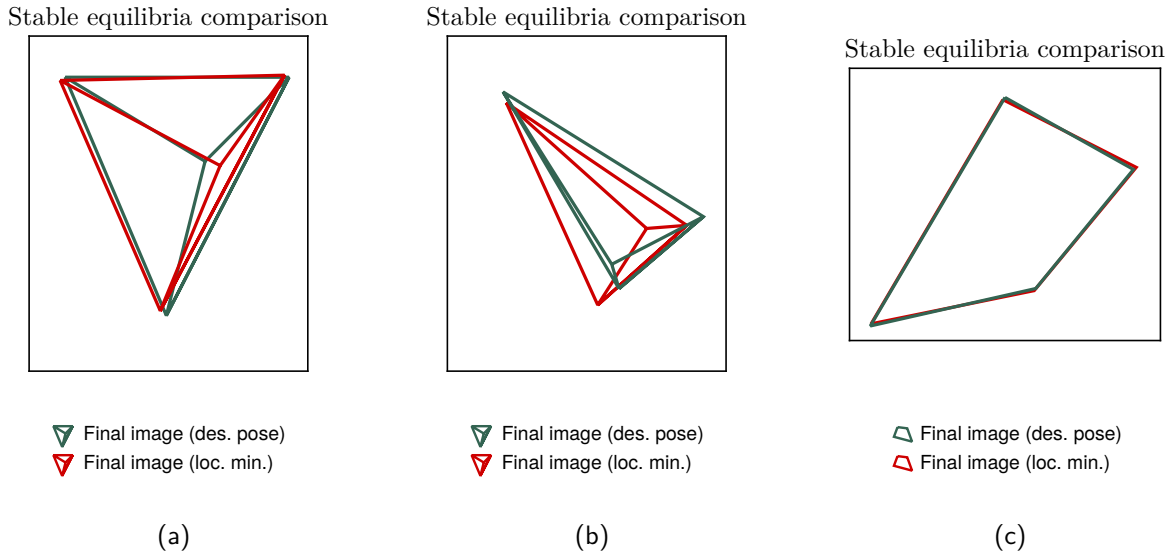 Stable equilibria comparison
Final image (des. pose)
Final image (loc. min.)
(a)
Stable equilibria comparison
Final image (des. pose)
Final image (loc. min.)
(b)
Stable equilibria comparison
Final image (des. pose)
Final image (loc. min.)
(c)